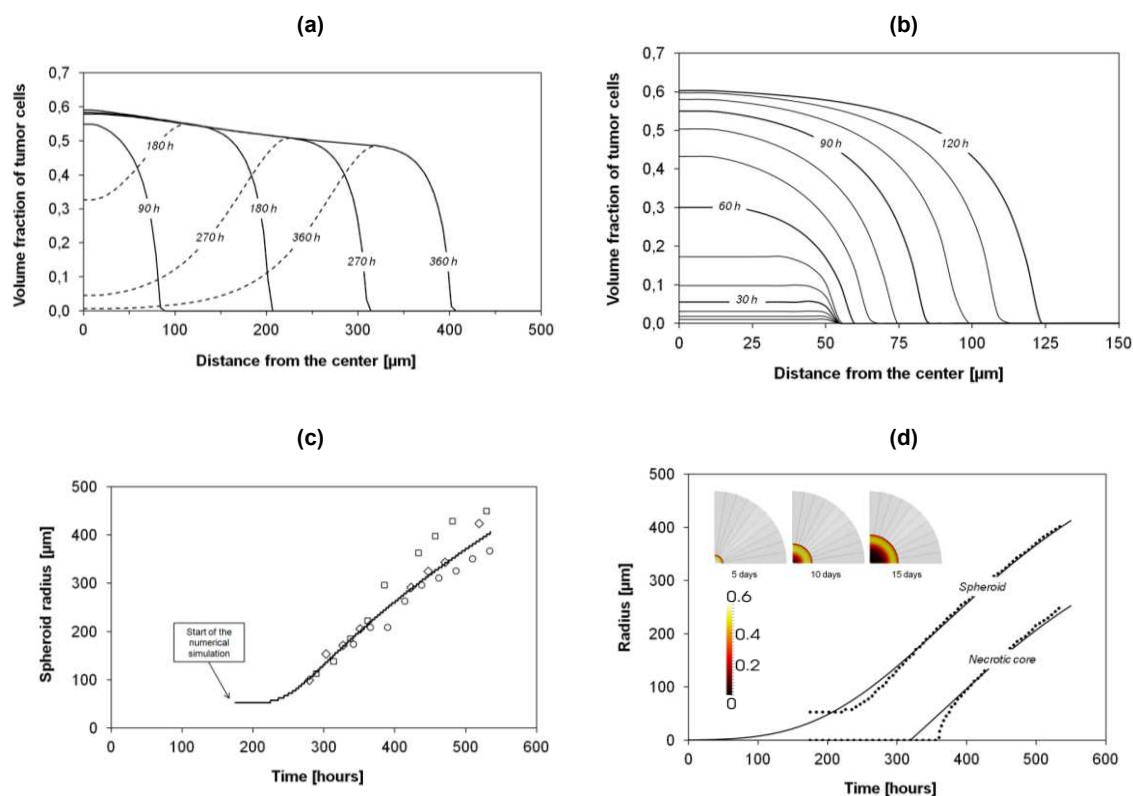 (a)
0,7
0,6
0,5
0,4
0,3
0,2
0,1
0,0
Volume fraction of tumor cells
180 h
90 h
180 h
270 h
360 h
270 h
360 h
0 100 200 300 400 500
Distance from the center [µm]
(b)
0,7
0,6
0,5
0,4
0,3
0,2
0,1
0,0
Volume fraction of tumor cells
120 h
90 h
60 h
30 h
0 25 50 75 100 125 150
Distance from the center [µm]
(c)
500
400
300
200
100
0
Spheroid radius [µm]
Start of the
numerical
simulation
0 100 200 300 400 500 600
Time [hours]
(d)
500
400
300
200
100
0
Radius [µm]
5 days 10 days 15 days
0.6
0.4
0.2
0
Spheroid
Necrotic core
0 100 200 300 400 500 600
Time [hours]